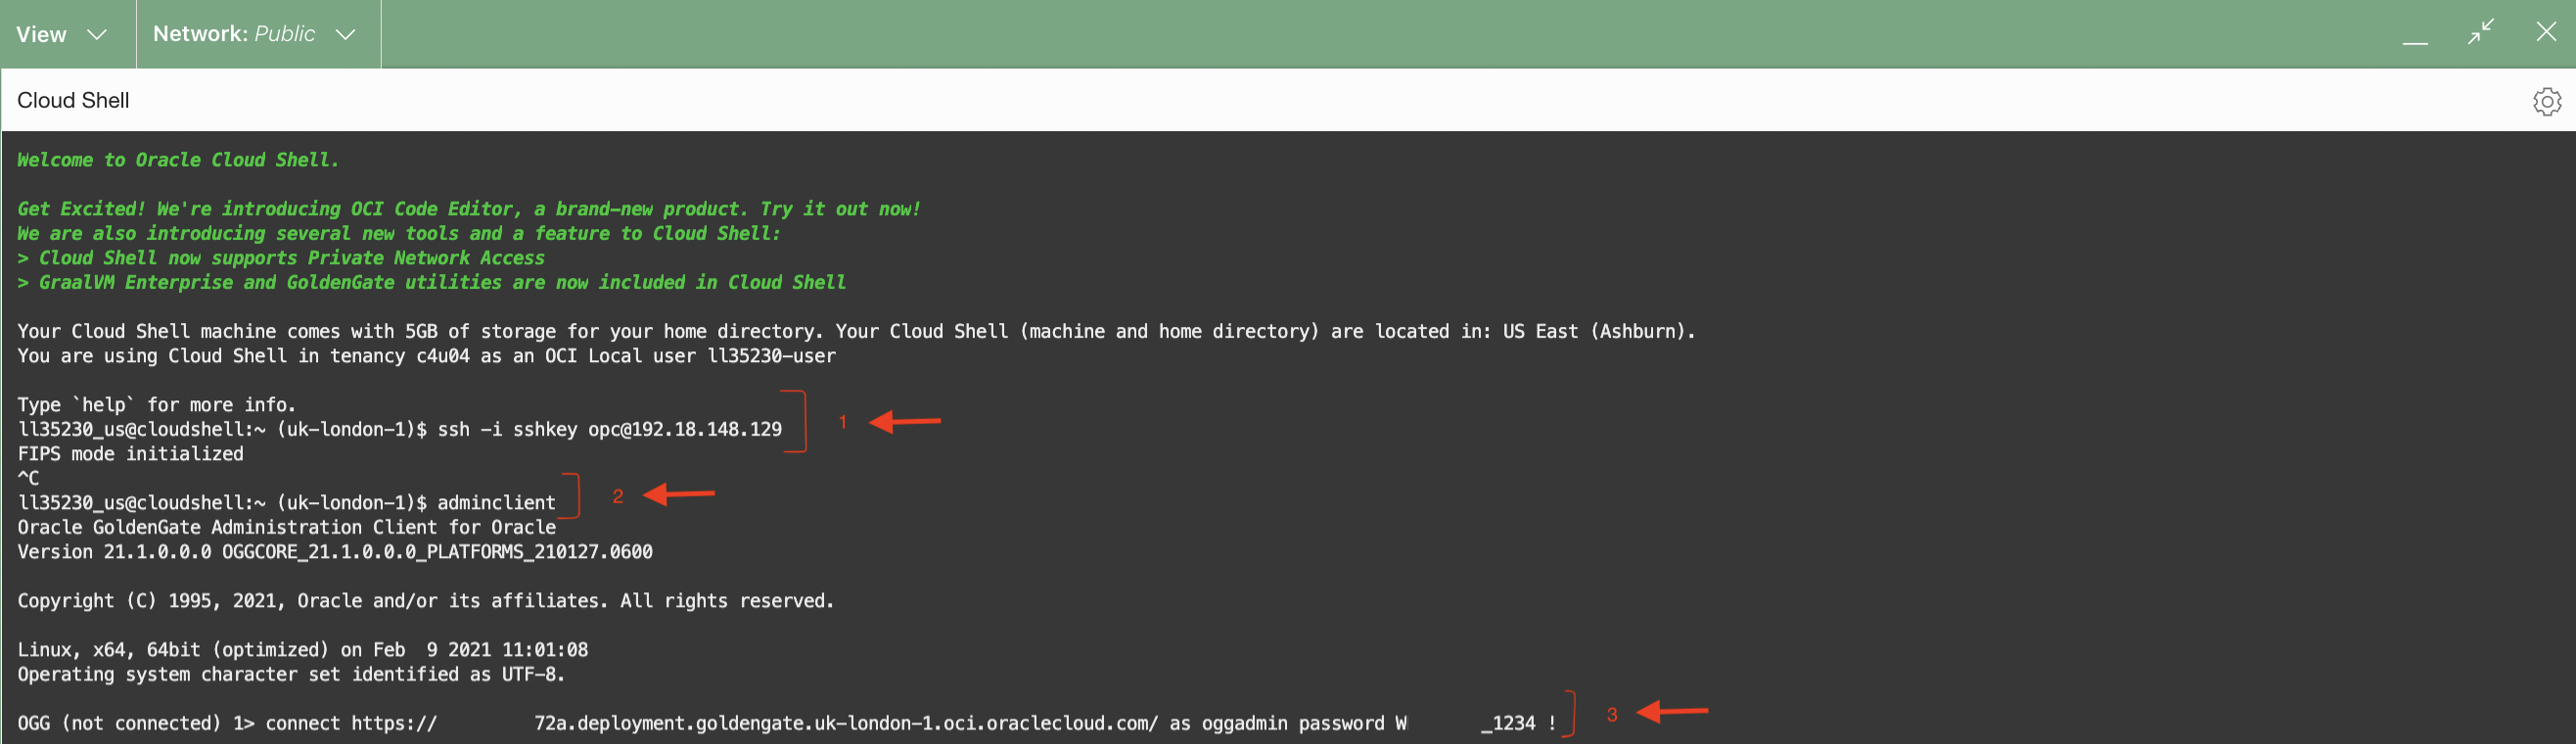 View Network: Public
Cloud Shell
Welcome to Oracle Cloud Shell.
Get Excited! We're introducing OCI Code Editor, a brand-new product. Try it out now!
We are also introducing several new tools and a feature to Cloud Shell:
> Cloud Shell now supports Private Network Access
> GraalVM Enterprise and GoldenGate utilities are now included in Cloud Shell
Your Cloud Shell machine comes with 5GB of storage for your home directory. Your Cloud Shell (machine and home directory) are located in: US East (Ashburn).
You are using Cloud Shell in tenancy c4u04 as an OCI Local user ll35230-user
Type `help` for more info.
ll35230_us@cloudshell:~ (uk-london-1)$ ssh -i sshkey opc@192.18.148.129 1
FIPS mode initialized
^C
ll35230_us@cloudshell:~ (uk-london-1)$ adminclient 2
Oracle GoldenGate Administration Client for Oracle
Version 21.1.0.0.0 OGGCORE_21.1.0.0.0_PLATFORMS_210127.0600
Copyright (C) 1995, 2021, Oracle and/or its affiliates. All rights reserved.
Linux, x64, 64bit (optimized) on Feb  9 2021 11:01:08
Operating system character set identified as UTF-8.
OGG (not connected) 1> connect https:// 72a.deployment.goldengate.uk-london-1.oci.oraclecloud.com/ as oggadmin password W _1234 ! 3